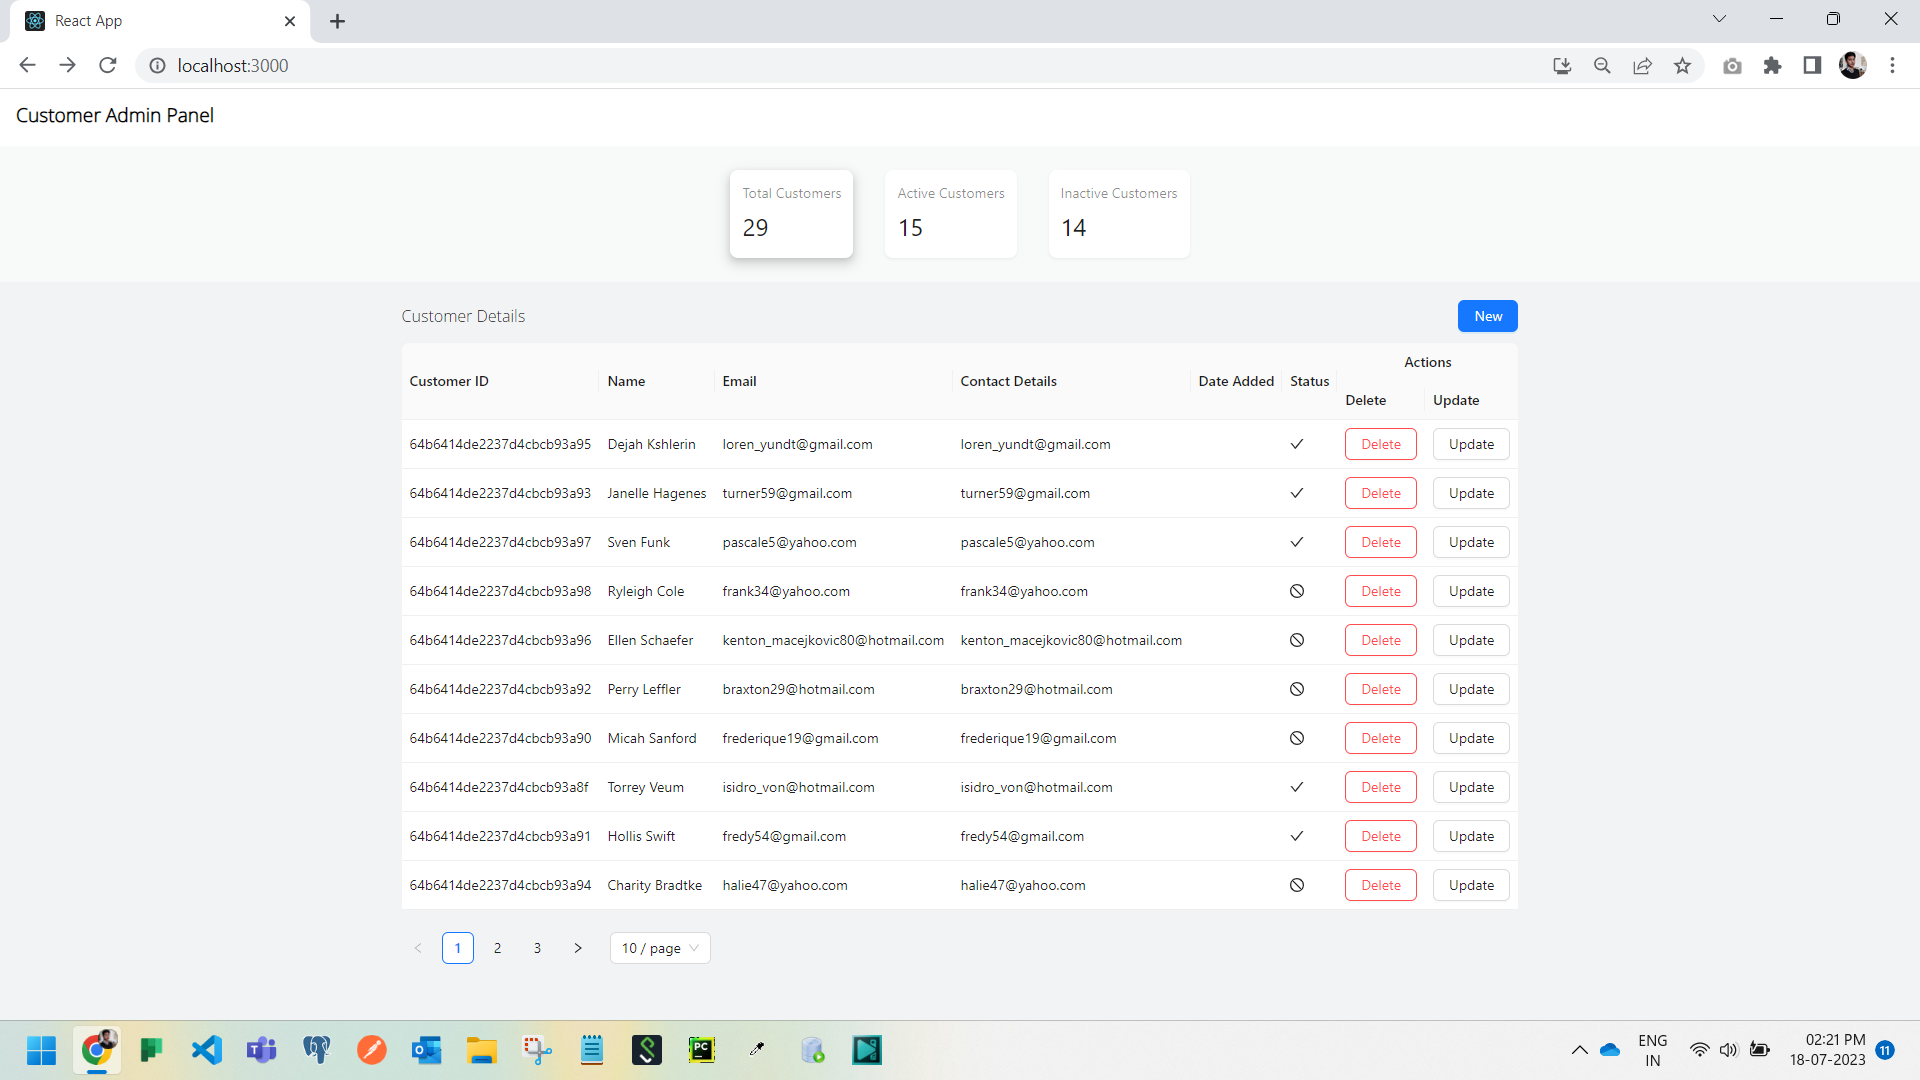 React App
localhost:3000
Customer Admin Panel
Total Customers Active Customers Inactive Customers
29 15 14
Customer Details New
Actions
Customer ID Name Email Contact Details Date Added Status
Delete Update
64b6414de2237d4cbcb93a95 Dejah Kshlerin loren_yundt@gmail.com loren_yundt@gmail.com Delete Update
64b6414de2237d4cbcb93a93 Janelle Hagenes turner59@gmail.com turner59@gmail.com Delete Update
64b6414de2237d4cbcb93a97 Sven Funk pascale5@yahoo.com pascale5@yahoo.com Delete Update
64b6414de2237d4cbcb93a98 Ryleigh Cole frank34@yahoo.com frank34@yahoo.com Delete Update
64b6414de2237d4cbcb93a96 Ellen Schaefer kenton_macejkovic80@hotmail.com kenton_macejkovic80@hotmail.com Delete Update
64b6414de2237d4cbcb93a92 Perry Leffler braxton29@hotmail.com braxton29@hotmail.com Delete Update
64b6414de2237d4cbcb93a90 Micah Sanford frederique19@gmail.com frederique19@gmail.com Delete Update
64b6414de2237d4cbcb93a8f Torrey Veum isidro_von@hotmail.com isidro_von@hotmail.com Delete Update
64b6414de2237d4cbcb93a91 Hollis Swift fredy54@gmail.com fredy54@gmail.com Delete Update
64b6414de2237d4cbcb93a94 Charity Bradtke halie47@yahoo.com halie47@yahoo.com Delete Update
1 2 3 10 / page
PC
ENG 02:21 PM
IN 18-07-2023 11